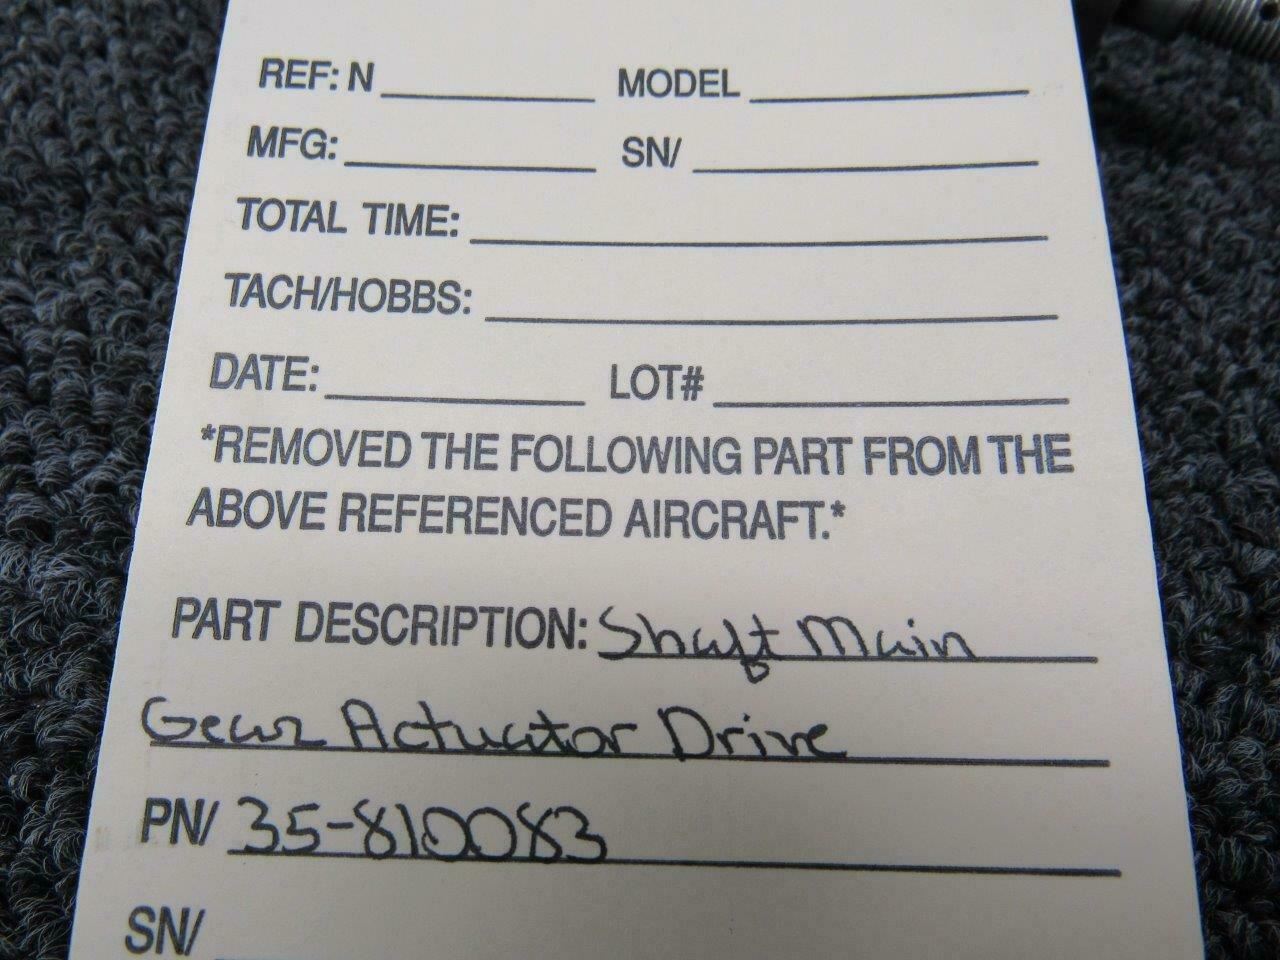 REF: N MODEL
MFG: SN/
TOTAL TIME:
TACH/HOBBS:
DATE: LOT#
*REMOVED THE FOLLOWING PART FROM THE
ABOVE REFERENCED AIRCRAFT.*
PART DESCRIPTION: Shaft Main
Gear Actuator Drive
PN/ 35-810083
SN/